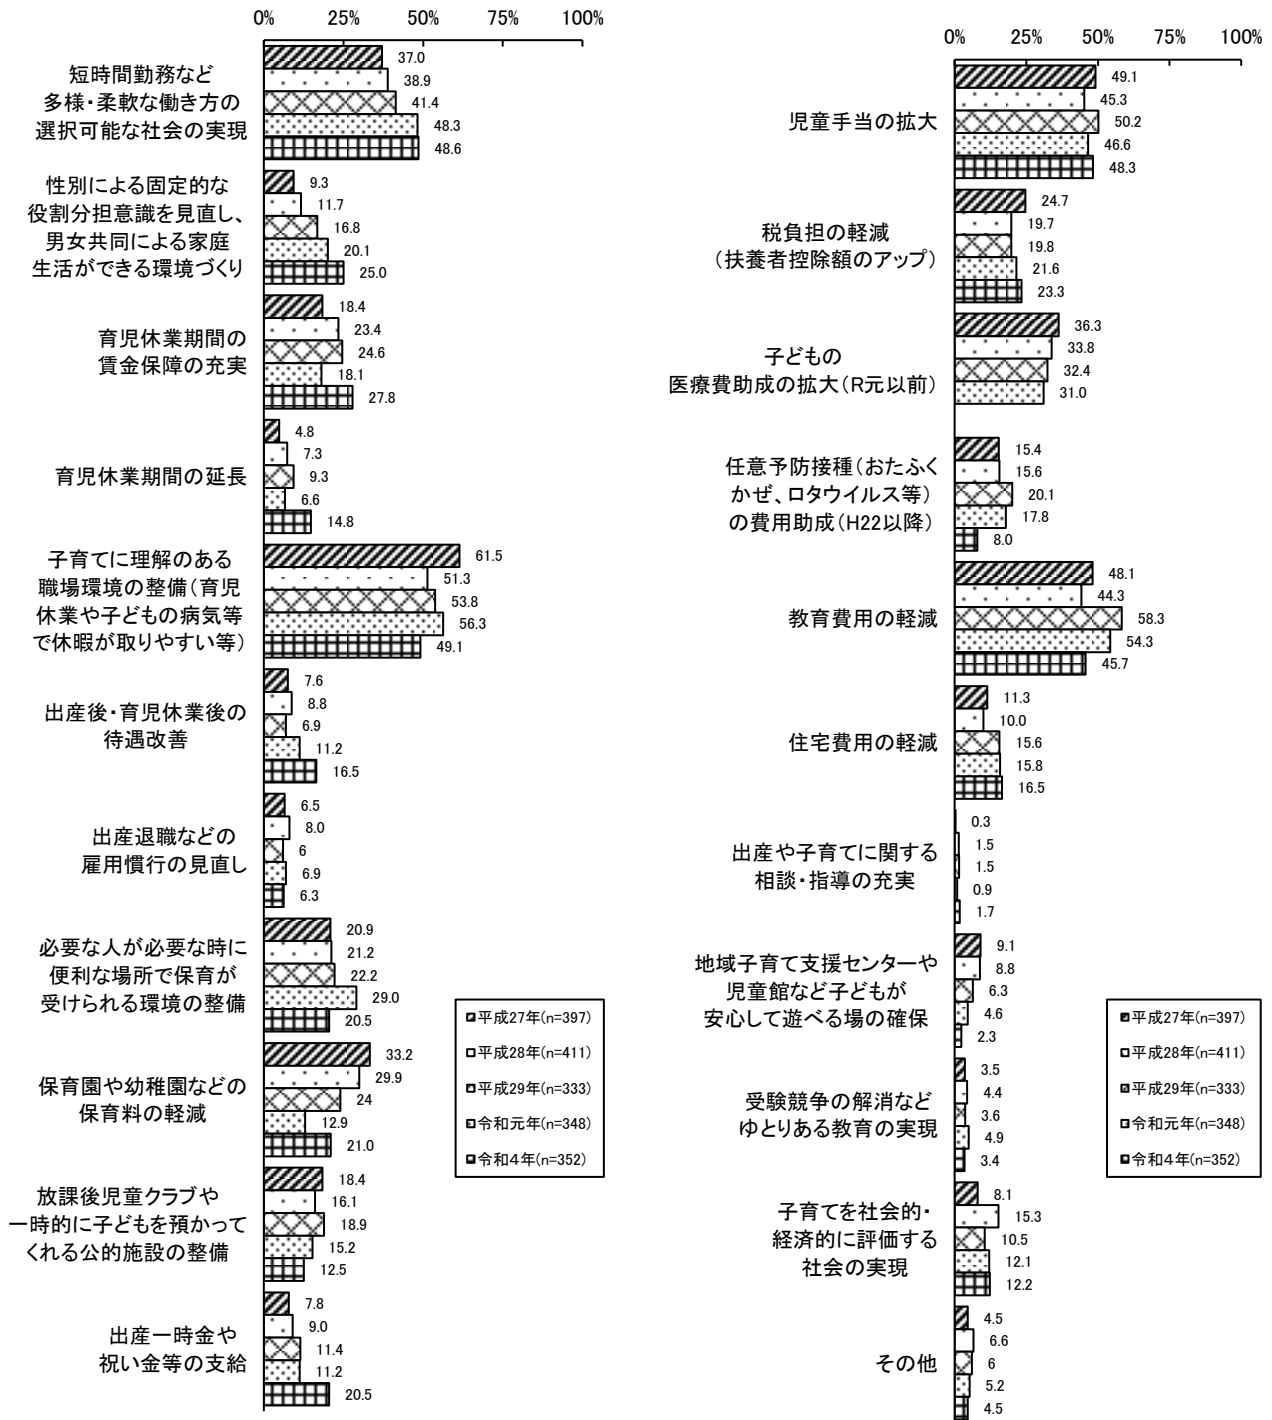 0%
25%
50%
75%
100%
短時間勤務など
多様・柔軟な働き方の
選択可能な社会の実現
37.0
38.9
41.4
48.3
48.6
性別による固定的な
役割分担意識を見直し、
男女共同による家庭
生活ができる環境づくり
9.3
11.7
16.8
20.1
25.0
育児休業期間の
賃金保障の充実
18.4
23.4
24.6
18.1
27.8
育児休業期間の延長
4.8
7.3
9.3
6.6
14.8
子育てに理解のある
職場環境の整備(育児
休業や子どもの病気等
で休暇が取りやすい等)
61.5
51.3
53.8
56.3
49.1
出産後・育児休業後の
待遇改善
7.6
8.8
6.9
11.2
16.5
出産退職などの
雇用慣行の見直し
6.5
8.0
6
6.9
6.3
必要な人が必要な時に
便利な場所で保育が
受けられる環境の整備
20.9
21.2
22.2
29.0
20.5
保育園や幼稚園などの
保育料の軽減
33.2
29.9
24
12.9
21.0
放課後児童クラブや
一時的に子どもを預かって
くれる公的施設の整備
18.4
16.1
18.9
15.2
12.5
出産一時金や
祝い金等の支給
7.8
9.0
11.4
11.2
20.5
平成27年(n=397)
平成28年(n=411)
平成29年(n=333)
令和元年(n=348)
令和4年(n=352)
0%
25%
50%
75%
100%
児童手当の拡大
49.1
45.3
50.2
46.6
48.3
税負担の軽減
(扶養者控除額のアップ)
24.7
19.7
19.8
21.6
23.3
子どもの
医療費助成の拡大(R元以前)
36.3
33.8
32.4
31.0
任意予防接種(おたふく
かぜ、ロタウイルス等)
の費用助成(H22以降)
15.4
15.6
20.1
17.8
8.0
教育費用の軽減
48.1
44.3
58.3
54.3
45.7
住宅費用の軽減
11.3
10.0
15.6
15.8
16.5
出産や子育てに関する
相談・指導の充実
0.3
1.5
1.5
0.9
1.7
地域子育て支援センターや
児童館など子どもが
安心して遊べる場の確保
9.1
8.8
6.3
4.6
2.3
受験競争の解消など
ゆとりある教育の実現
3.5
4.4
3.6
4.9
3.4
子育てを社会的・
経済的に評価する
社会の実現
8.1
15.3
10.5
12.1
12.2
その他
4.5
6.6
6
5.2
4.5
平成27年(n=397)
平成28年(n=411)
平成29年(n=333)
令和元年(n=348)
令和4年(n=352)